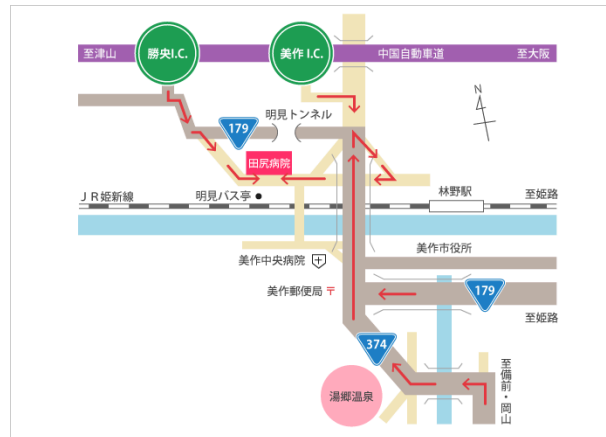 至津山
勝央I.C.
美作 I.C.
中国自動車道
至大阪
N
179
明見トンネル
田尻病院
ＪＲ姫新線
明見バス亭
林野駅
至姫路
美作中央病院
美作市役所
美作郵便局 〒
179
至姫路
374
湯郷温泉
至備前・岡山